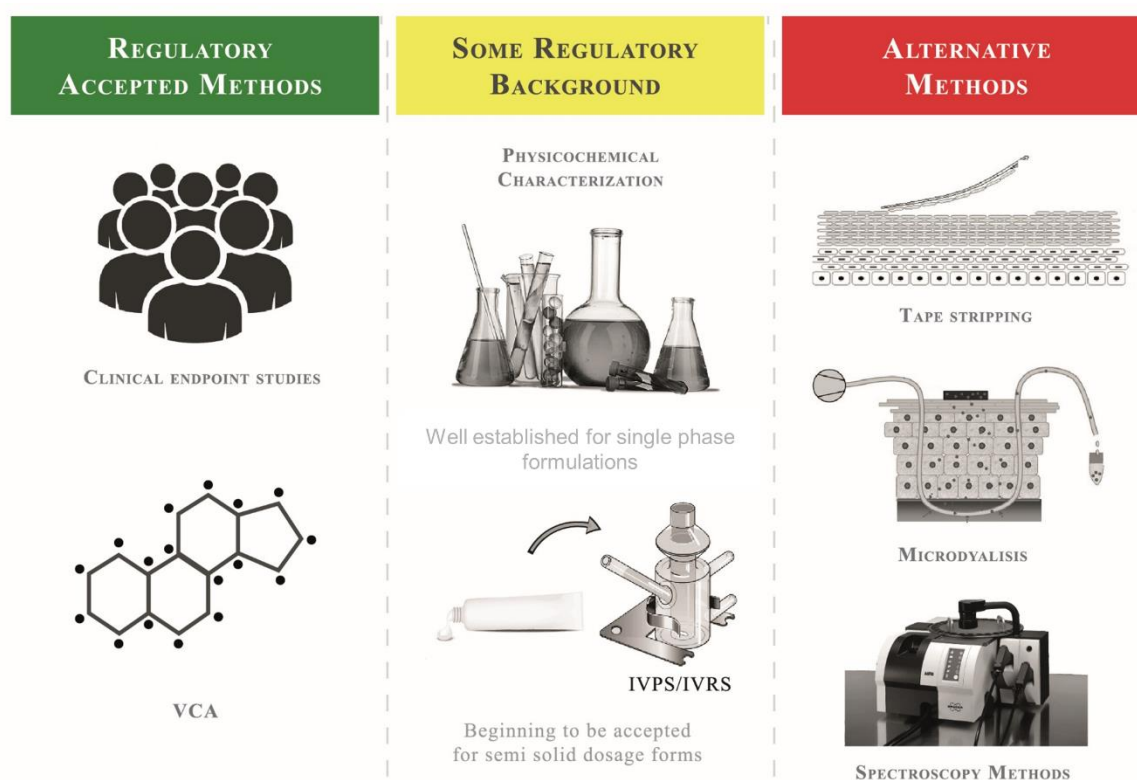 REGULATORY
ACCEPTED METHODS
CLINICAL ENDPOINT STUDIES
VCA
SOME REGULATORY
BACKGROUND
PHYSICOCHEMICAL
CHARACTERIZATION
Well established for single phase
formulations
IVPS/IVRS
Beginning to be accepted
for semi solid dosage forms
ALTERNATIVE
METHODS
TAPE STRIPPING
MICRODYALISIS
SPECTROSCOPY METHODS